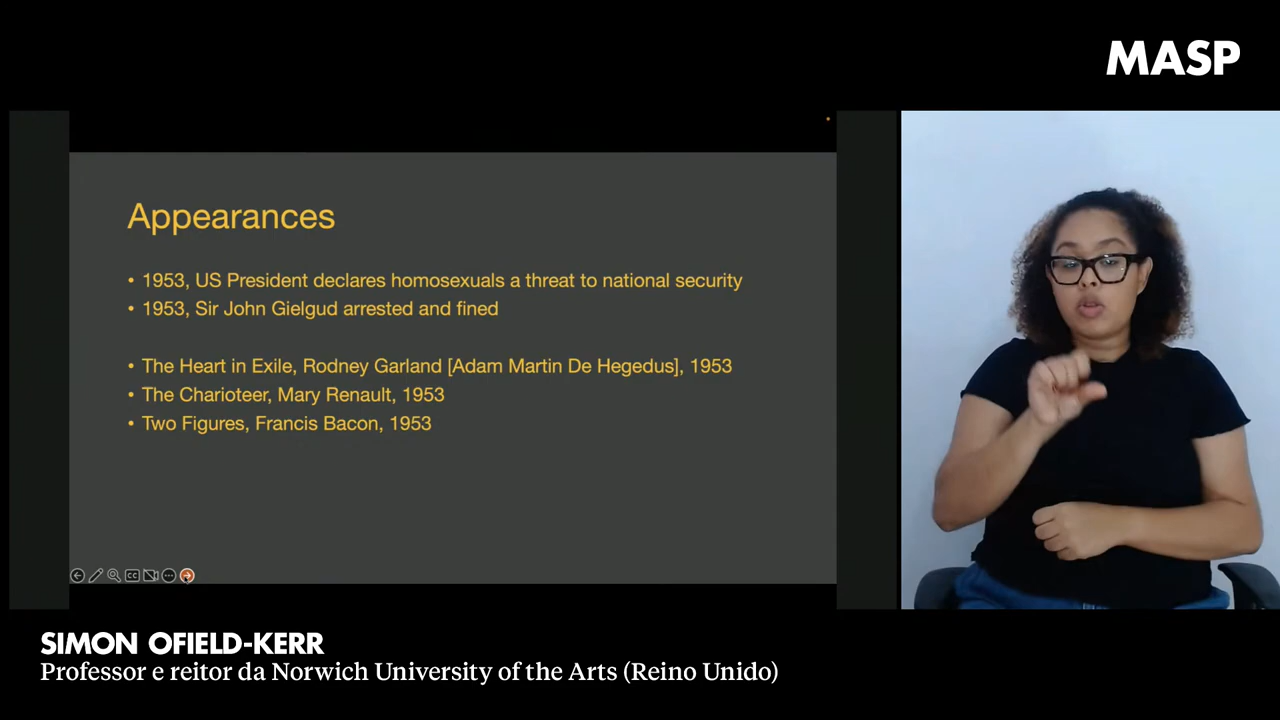 MASP
Appearances
• 1953, US President declares homosexuals a threat to national security
• 1953, Sir John Gielgud arrested and fined
• The Heart in Exile, Rodney Garland [Adam Martin De Hegedus], 1953
• The Charioteer, Mary Renault, 1953
• Two Figures, Francis Bacon, 1953
CC
SIMON OFIELD-KERR
Professor e reitor da Norwich University of the Arts (Reino Unido)